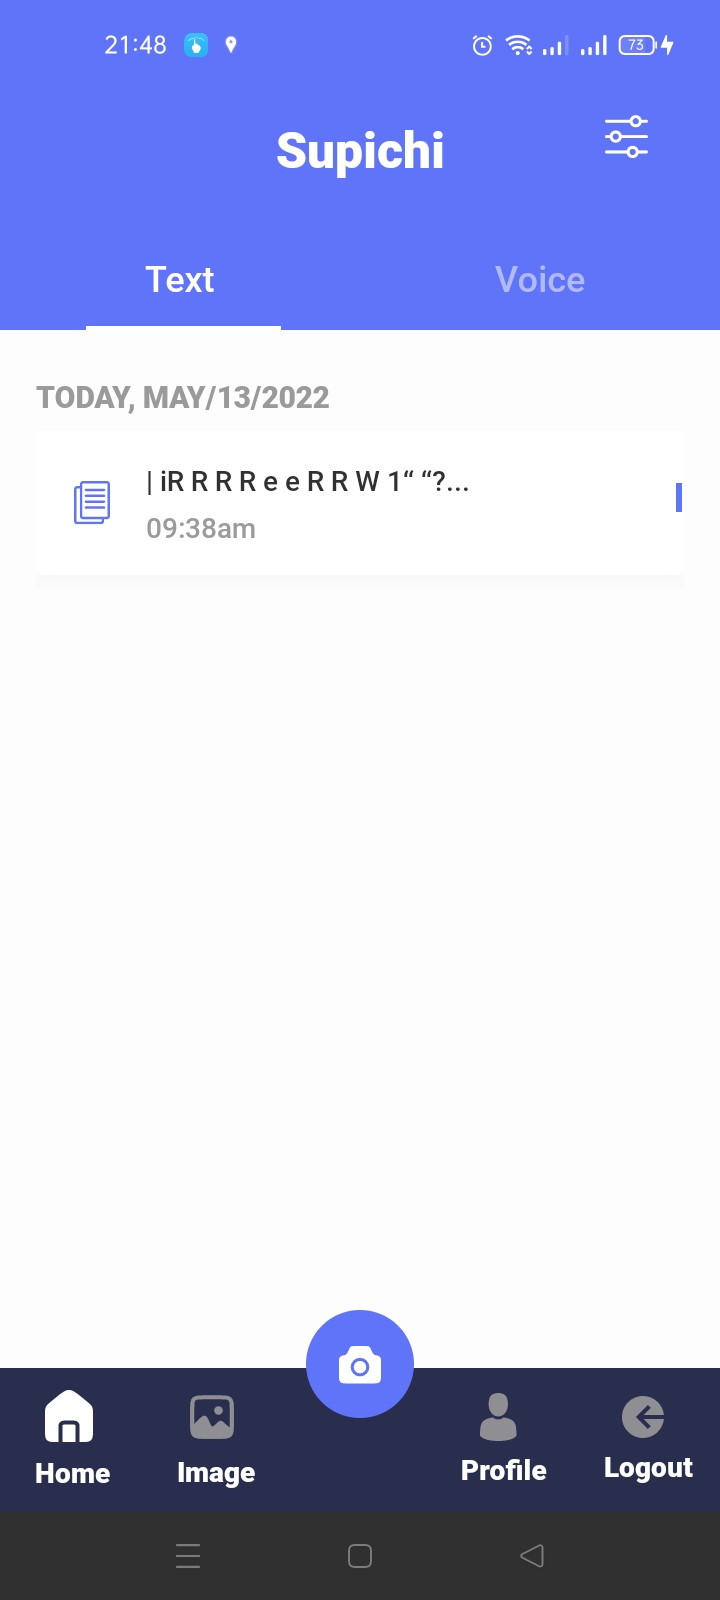 21:48
73
Supichi
Text
Voice
TODAY, MAY/13/2022
| iR R R R e e R R W 1“ “?...
09:38am
Home
Image
Profile
Logout